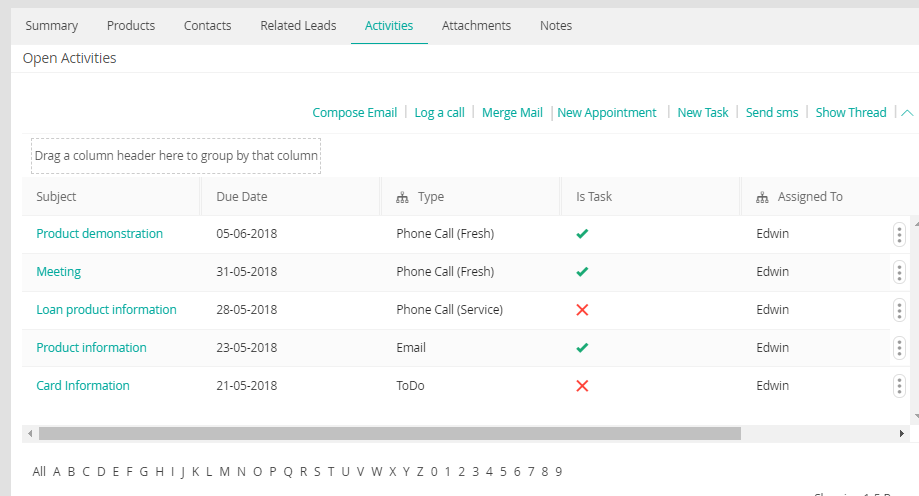 Summary Products Contacts Related Leads Activities Attachments Notes
Open Activities
Compose Email Log a call Merge Mail New Appointment New Task Send sms Show Thread
Drag a column header here to group by that column
Subject Due Date Type Is Task Assigned To
Product demonstration 05-06-2018 Phone Call (Fresh) Edwin
Meeting 31-05-2018 Phone Call (Fresh) Edwin
Loan product information 28-05-2018 Phone Call (Service) Edwin
Product information 23-05-2018 Email Edwin
Card Information 21-05-2018 ToDo Edwin
All A B C D E F G H I J K L M N O P Q R S T U V W X Y Z 0 1 2 3 4 5 6 7 8 9